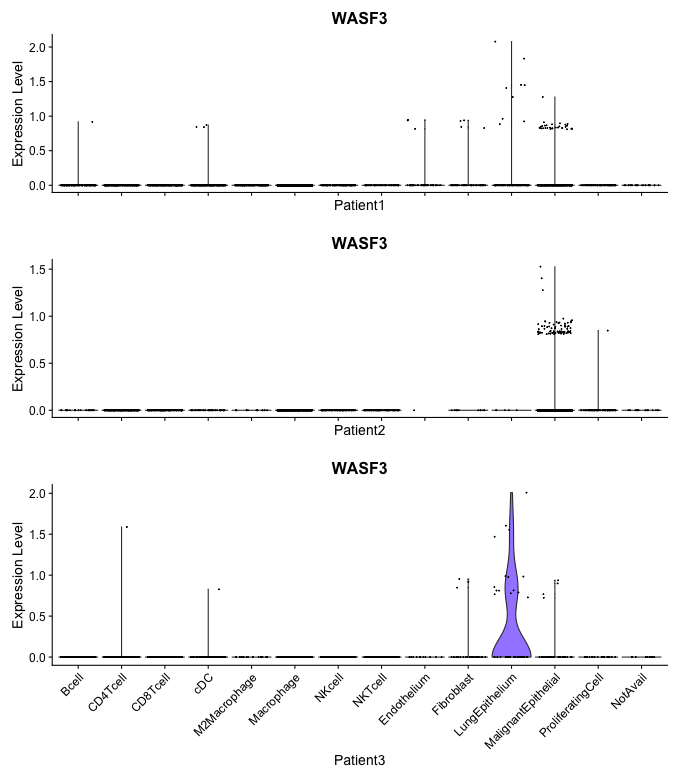 WASF3
Expression Level
2.0
1.5
1.0
0.5
0.0
Patient1
WASF3
Expression Level
1.5
1.0
0.5
0.0
Patient2
WASF3
Expression Level
2.0
1.5
1.0
0.5
0.0
Bcell
CD4Tcell
CD8Tcell
cDC
M2Macrophage
Macrophage
NKcell
NKTcell
Endothelium
Fibroblast
LungEpithelium
MalignantEpithelial
ProliferatingCell
NotAvail
Patient3